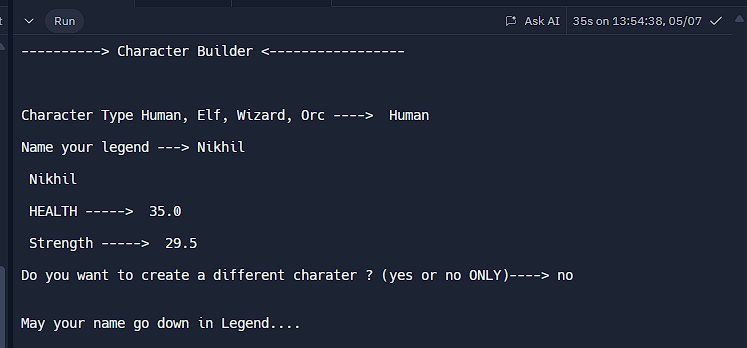 Run
Ask AI
35s on 13:54:38, 05/07
----------> Character Builder <-----------------
Character Type Human, Elf, Wizard, Orc ---->  Human
Name your legend ---> Nikhil
Nikhil
HEALTH ----->  35.0
Strength ----->  29.5
Do you want to create a different charater ? (yes or no ONLY)----> no
May your name go down in Legend....